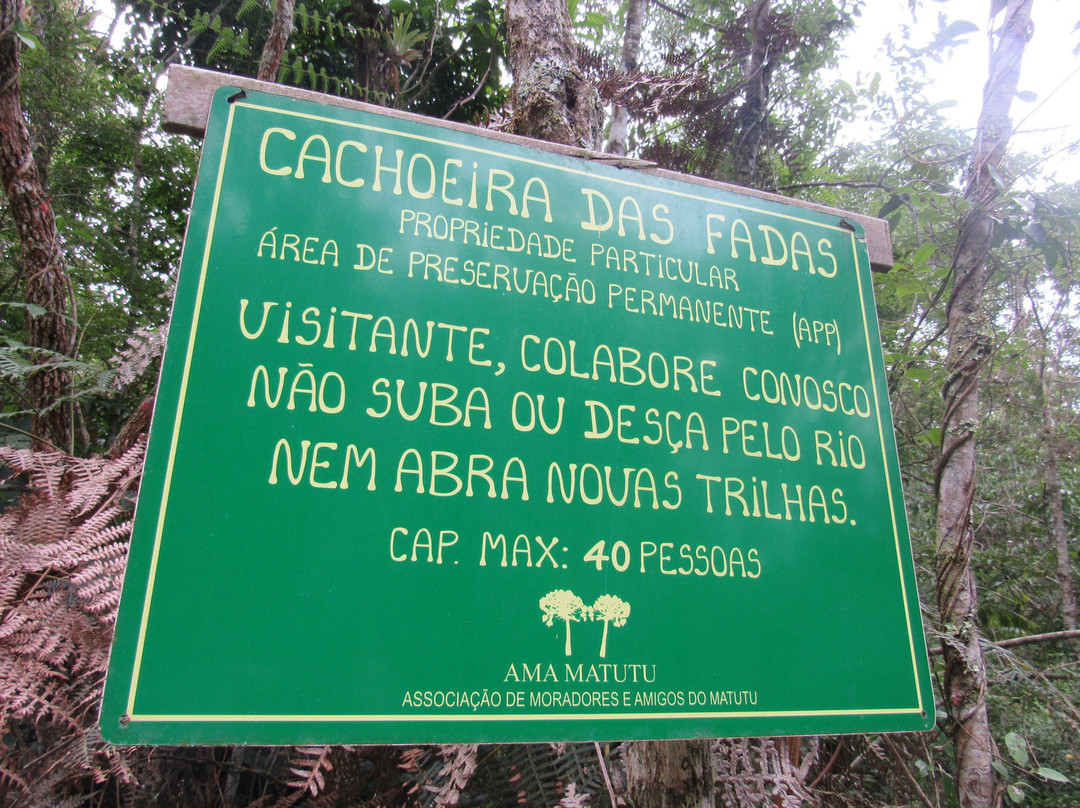 CACHOEIRA DAS FADAS
PROPRIEDADE PARTICULAR
ÁREA DE PRESERVAÇÃO PERMANENTE (APP)
VISITANTE, COLABORE CONOSCO
NÃO SUBA OU DESÇA PELO RIO
NEM ABRA NOVAS TRILHAS.
CAP. MAX: 40 PESSOAS
AMA MATUTU
ASSOCIAÇÃO DE MORADORES E AMIGOS DO MATUTU